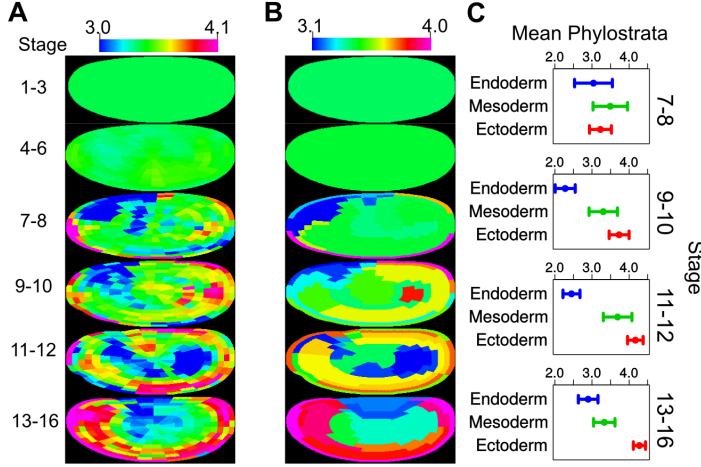 A
B
C
Stage
3.0
4.1
3.1
4.0
Mean Phylostrata
1-3
4-6
7-8
9-10
11-12
13-16
2.0
3.0
4.0
Endoderm
Mesoderm
Ectoderm
7-8
2.0
3.0
4.0
Endoderm
Mesoderm
Ectoderm
9-10
2.0
3.0
4.0
Endoderm
Mesoderm
Ectoderm
11-12
2.0
3.0
4.0
Endoderm
Mesoderm
Ectoderm
13-16
Stage